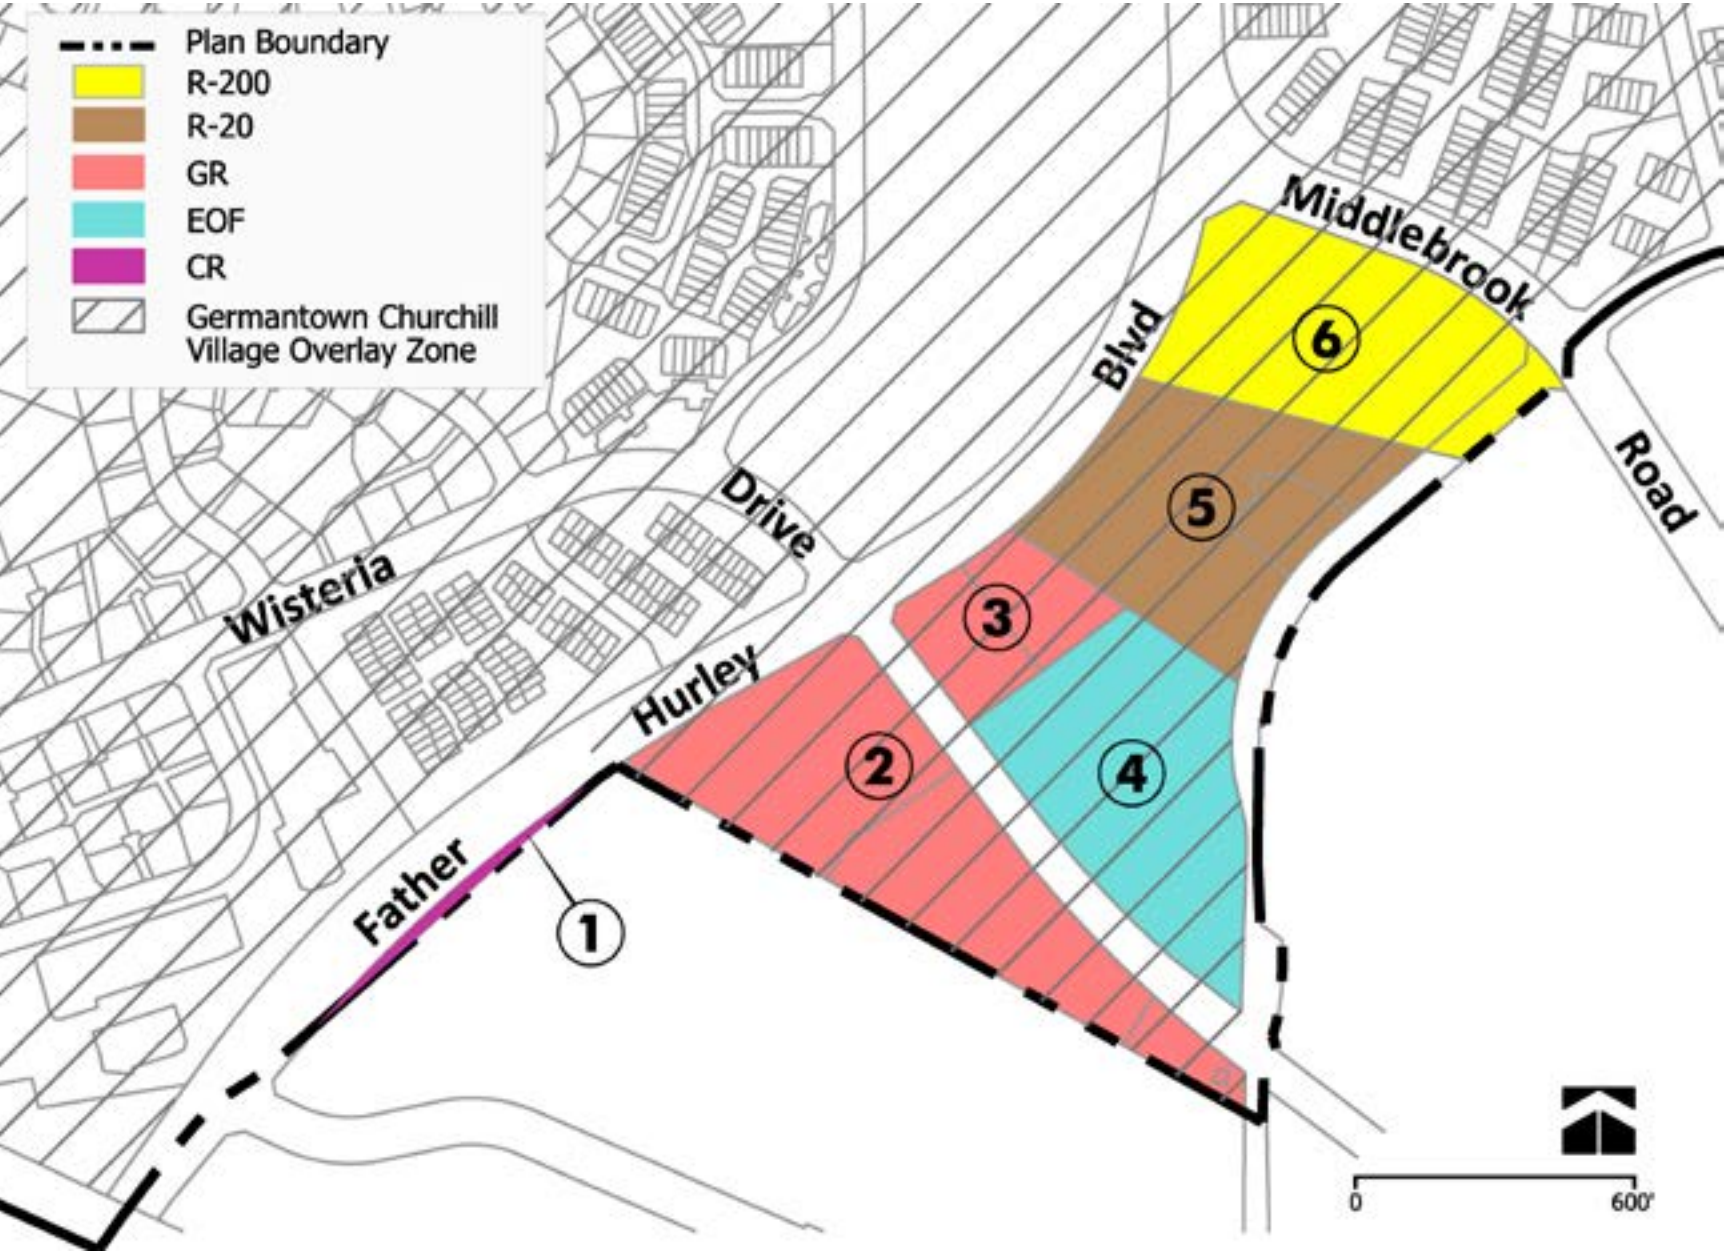 Plan Boundary
R-200
R-20
GR
EOF
CR
Germantown Churchill
Village Overlay Zone
Middlebrook
6
Blvd
Road
5
Drive
Wisteria
3
Hurley
2
4
Father
1
0
600'